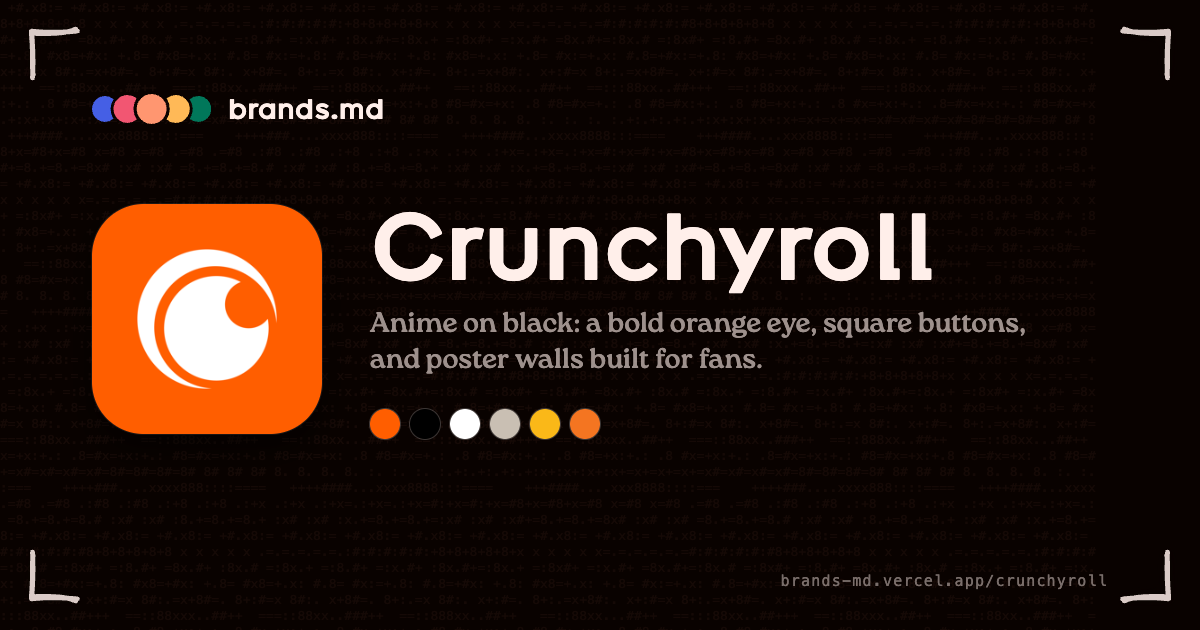 brands.md
Crunchyroll
Anime on black: a bold orange eye, square buttons,
and poster walls built for fans.
brands-md.vercel.app/crunchyroll